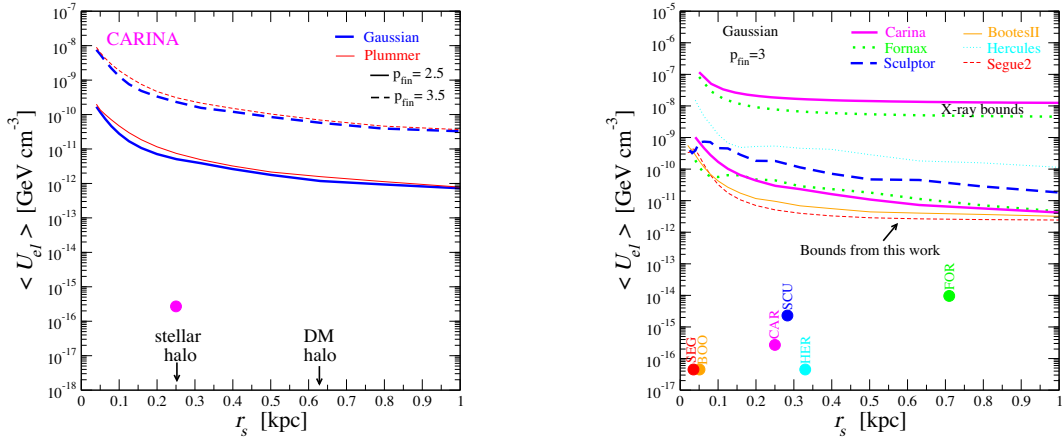 CARINA
Gaussian
Plummer
p_fin = 2.5
p_fin = 3.5
10^-7
10^-8
10^-9
10^-10
10^-11
10^-12
10^-13
10^-14
10^-15
10^-16
10^-17
10^-18
< U_el > [GeV cm^-3]
stellar
halo
DM
halo
0 0.1 0.2 0.3 0.4 0.5 0.6 0.7 0.8 0.9 1
r_s [kpc]
Gaussian
p_fin=3
Carina
Fornax
Sculptor
BootesII
Hercules
Segue2
10^-5
10^-6
10^-7
10^-8
10^-9
10^-10
10^-11
10^-12
10^-13
10^-14
10^-15
10^-16
10^-17
< U_el > [GeV cm^-3]
X-ray bounds
Bounds from this work
SEG
BOO
CAR
SCU
HER
FOR
0 0.1 0.2 0.3 0.4 0.5 0.6 0.7 0.8 0.9 1
r_s [kpc]